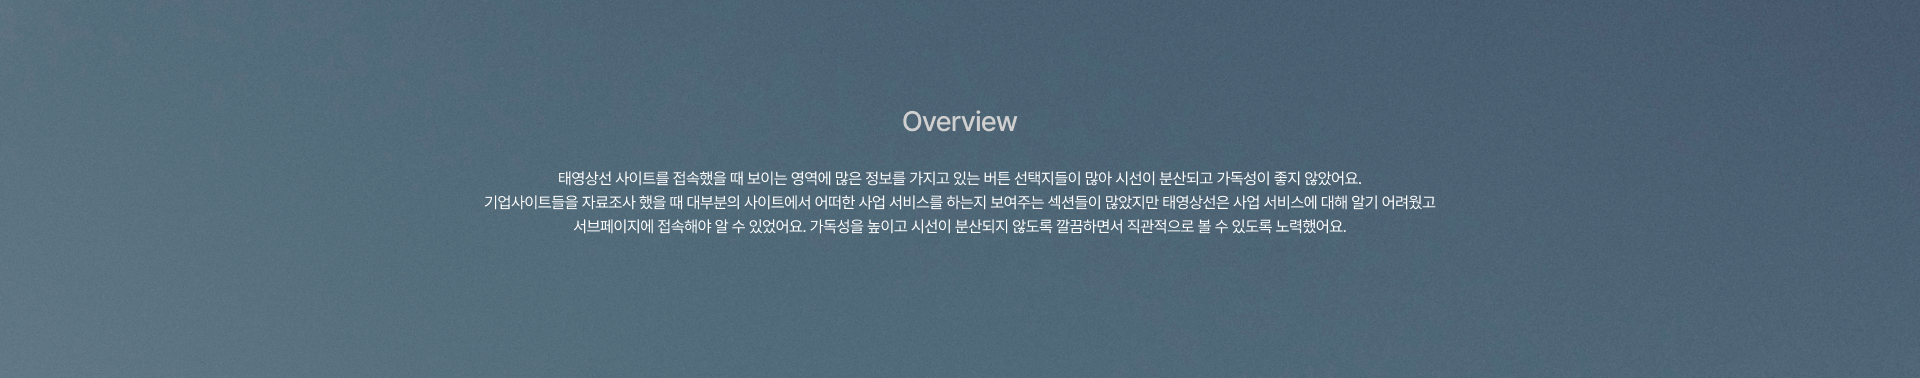 Overview
태영상선 사이트를 접속했을 때 보이는 영역에 많은 정보를 가지고 있는 버튼 선택지들이 많아 시선이 분산되고 가독성이 좋지 않았어요.
기업사이트들을 자료조사 했을 때 대부분의 사이트에서 어떠한 사업 서비스를 하는지 보여주는 섹션들이 많았지만 태영상선은 사업 서비스에 대해 알기 어려웠고
서브페이지에 접속해야 알 수 있었어요. 가독성을 높이고 시선이 분산되지 않도록 깔끔하면서 직관적으로 볼 수 있도록 노력했어요.